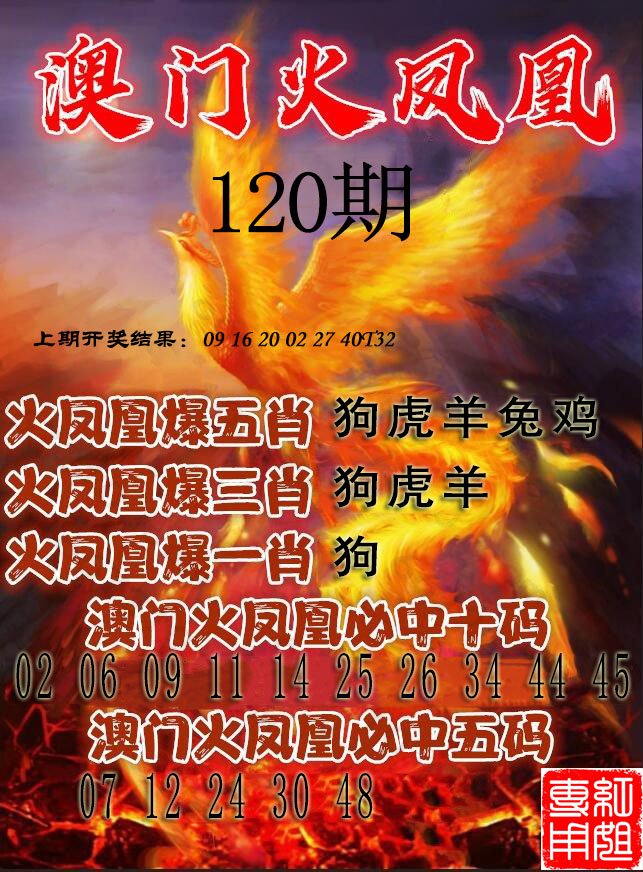 澳门火凤凰
120期
上期开奖结果：09 16 20 02 27 40T32
火凤凰爆五肖 狗虎羊兔鸡
火凤凰爆三肖 狗虎羊
火凤凰爆一肖 狗
澳门火凤凰必中十码
02 06 09 11 14 25 26 34 44 45
澳门火凤凰必中五码
07 12 24 30 48
红姐专用